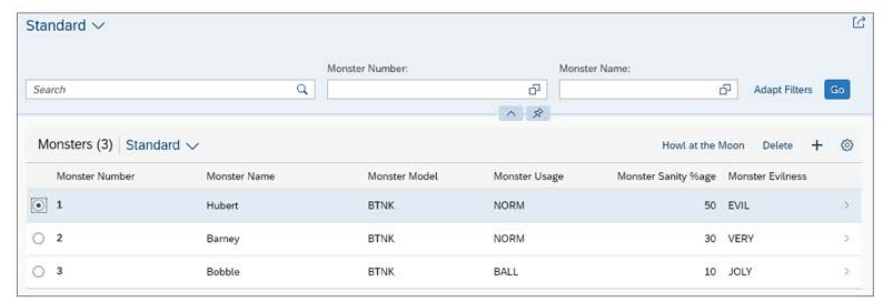 Standard
Monster Number: Monster Name:
Search Adapt Filters Go
Monsters (3) Standard Howl at the Moon Delete +
Monster Number Monster Name Monster Model Monster Usage Monster Sanity %age Monster Evilness
1 Hubert BTNK NORM 50 EVIL
2 Barney BTNK NORM 30 VERY
3 Bobble BTNK BALL 10 JOLY